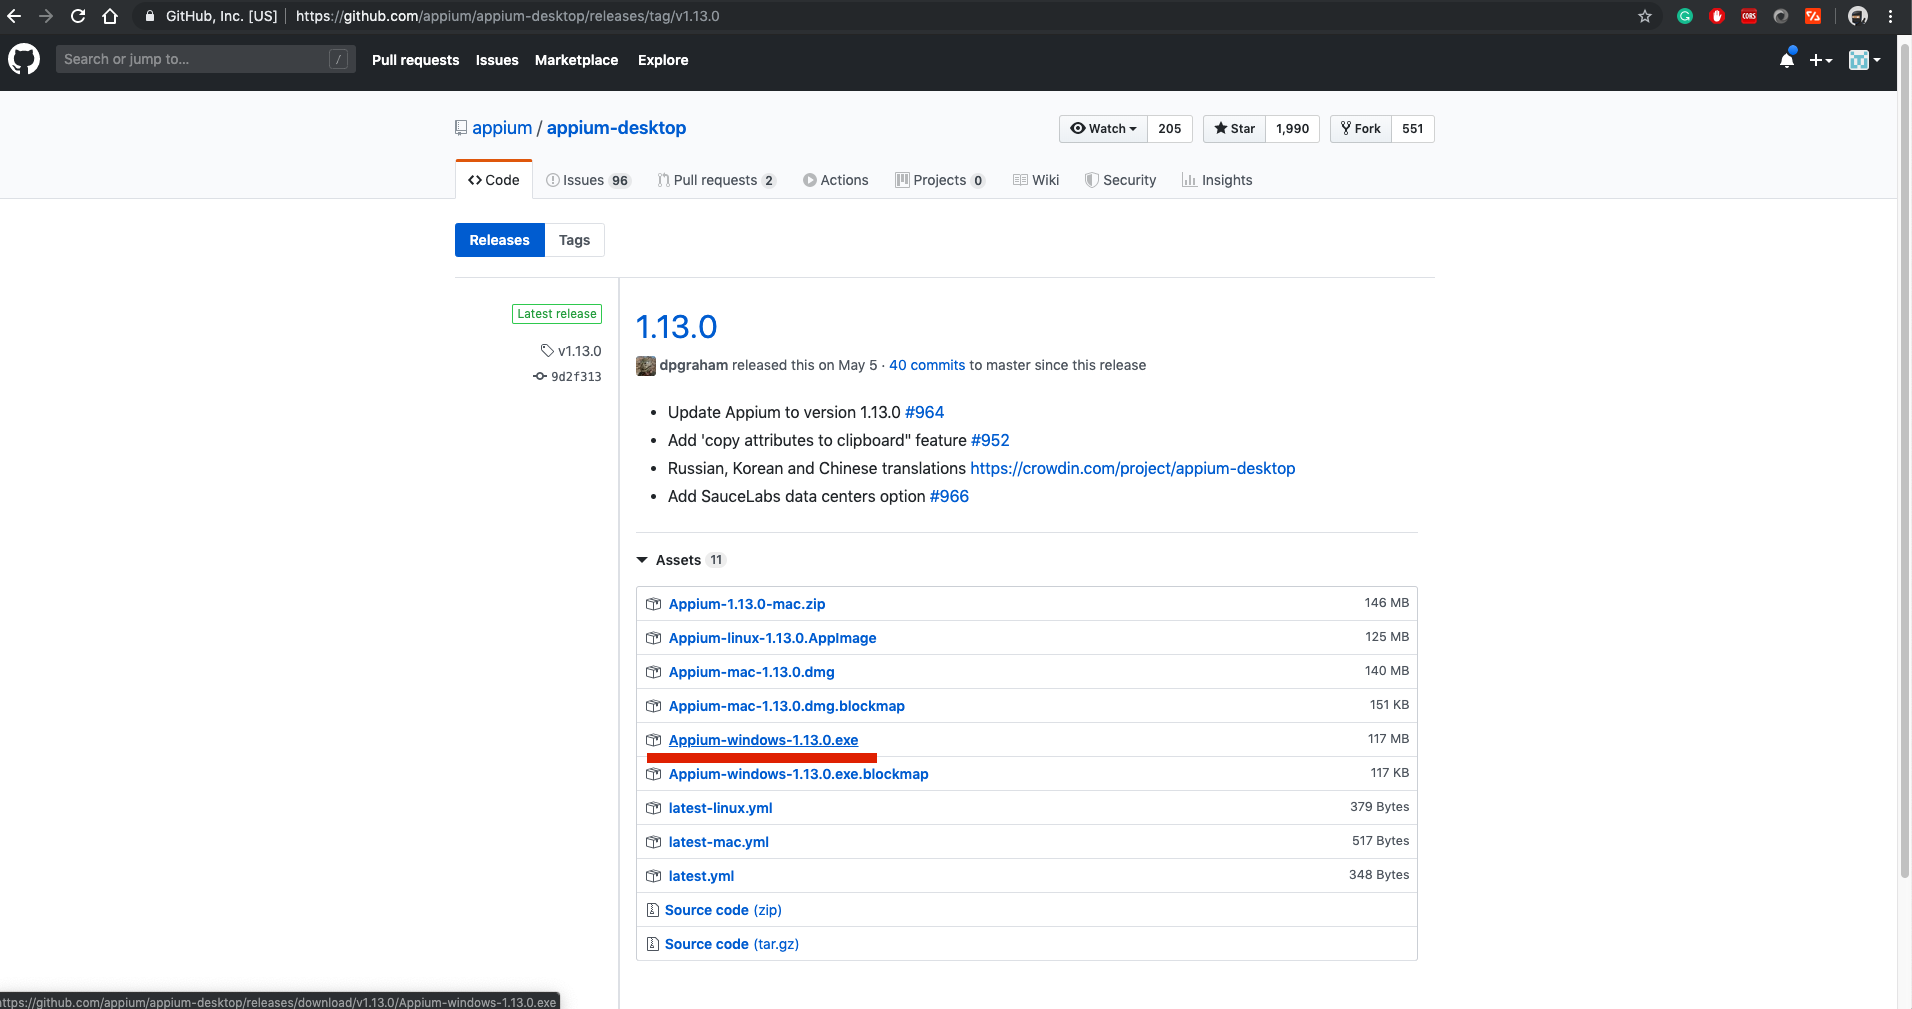 GitHub, Inc. [US] https://github.com/appium/appium-desktop/releases/tag/v1.13.0
CORS
Search or jump to... /
Pull requests Issues Marketplace Explore
appium / appium-desktop
Watch 205 Star 1,990 Fork 551
Code Issues 96 Pull requests 2 Actions Projects 0 Wiki Security Insights
Releases Tags
Latest release
v1.13.0
9d2f313
1.13.0
dpgraham released this on May 5 · 40 commits to master since this release
• Update Appium to version 1.13.0 #964
• Add 'copy attributes to clipboard" feature #952
• Russian, Korean and Chinese translations https://crowdin.com/project/appium-desktop
• Add SauceLabs data centers option #966
Assets 11
Appium-1.13.0-mac.zip 146 MB
Appium-linux-1.13.0.AppImage 125 MB
Appium-mac-1.13.0.dmg 140 MB
Appium-mac-1.13.0.dmg.blockmap 151 KB
Appium-windows-1.13.0.exe 117 MB
Appium-windows-1.13.0.exe.blockmap 117 KB
latest-linux.yml 379 Bytes
latest-mac.yml 517 Bytes
latest.yml 348 Bytes
Source code (zip)
Source code (tar.gz)
https://github.com/appium/appium-desktop/releases/download/v1.13.0/Appium-windows-1.13.0.exe